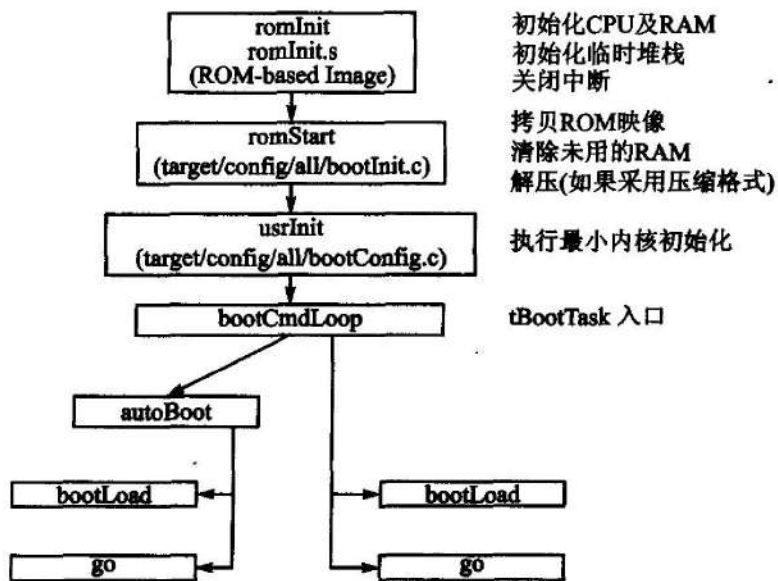 romInit
romInit.s
(ROM-based Image)
初始化CPU及RAM
初始化临时堆栈
关闭中断
romStart
(target/config/all/bootInit.c)
拷贝ROM映像
清除未用的RAM
解压(如果采用压缩格式)
usrInit
(target/config/all/bootConfig.c)
执行最小内核初始化
bootCmdLoop
tBootTask 入口
autoBoot
bootLoad
bootLoad
go
go